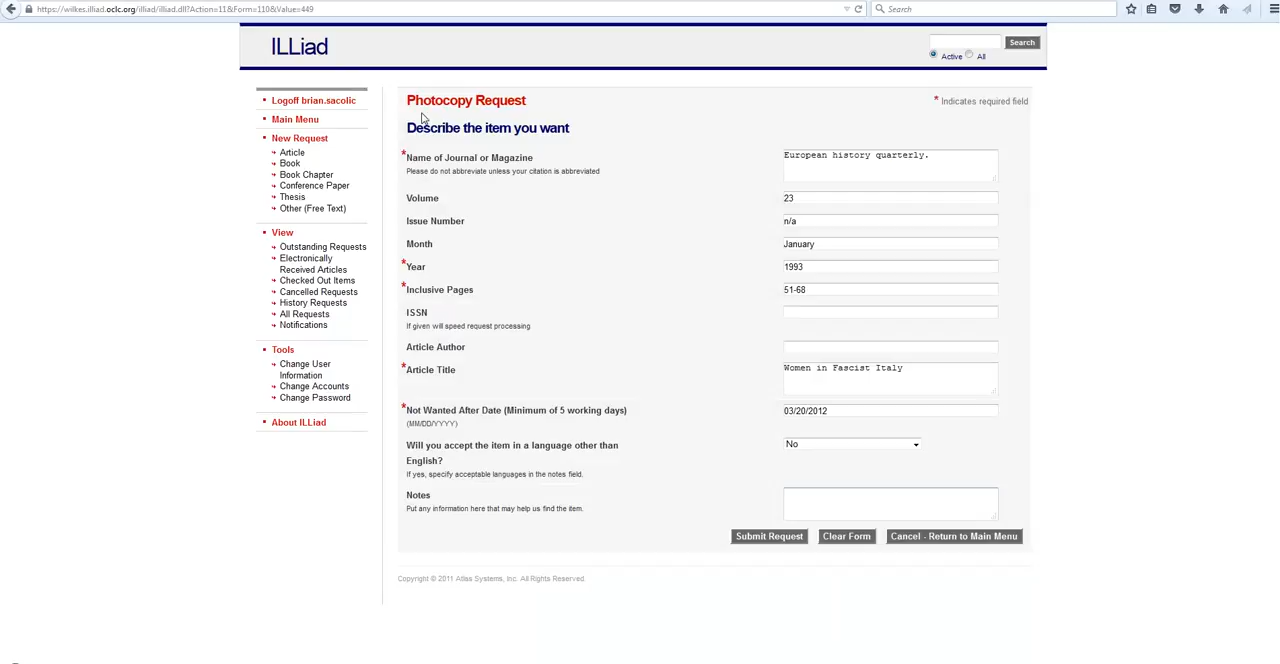 https://wilkes.illiad.oclc.org/illiad/illiad.dll?Action=11&Form=110&Value=449
Search
ILLiad
Search
Active All
Logoff brian.sacolic
Main Menu
New Request
Article
Book
Book Chapter
Conference Paper
Thesis
Other (Free Text)
View
Outstanding Requests
Electronically
Received Articles
Checked Out Items
Cancelled Requests
History Requests
All Requests
Notifications
Tools
Change User
Information
Change Accounts
Change Password
About ILLiad
Photocopy Request
* Indicates required field
Describe the item you want
*Name of Journal or Magazine
Please do not abbreviate unless your citation is abbreviated
European history quarterly.
Volume
23
Issue Number
n/a
Month
January
*Year
1993
*Inclusive Pages
51-68
ISSN
If given will speed request processing
Article Author
*Article Title
Women in Fascist Italy
*Not Wanted After Date (Minimum of 5 working days)
(MM/DD/YYYY)
03/20/2012
Will you accept the item in a language other than
English?
If yes, specify acceptable languages in the notes field.
No
Notes
Put any information here that may help us find the item.
Submit Request Clear Form Cancel - Return to Main Menu
Copyright © 2011 Atlas Systems, Inc. All Rights Reserved.